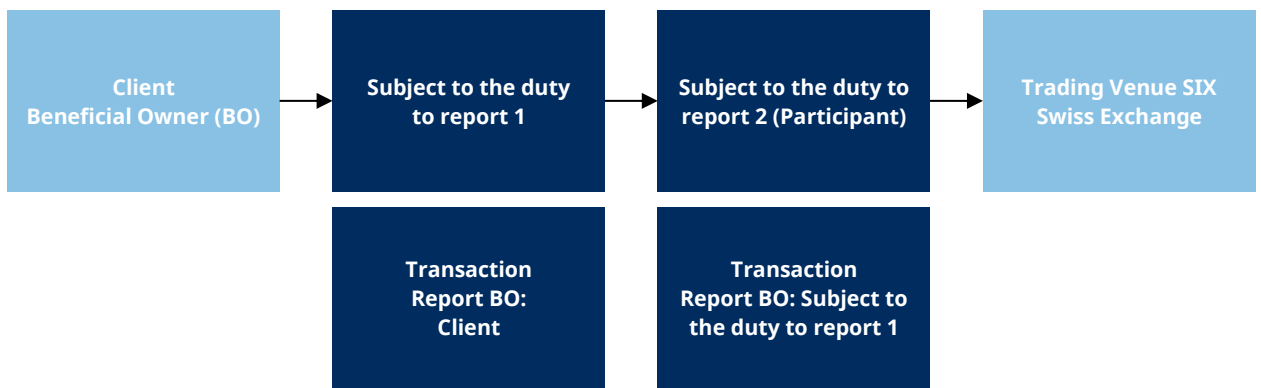 Client
Beneficial Owner (BO)
Subject to the duty
to report 1
Subject to the duty to
report 2 (Participant)
Trading Venue SIX
Swiss Exchange
Transaction
Report BO:
Client
Transaction
Report BO: Subject to
the duty to report 1